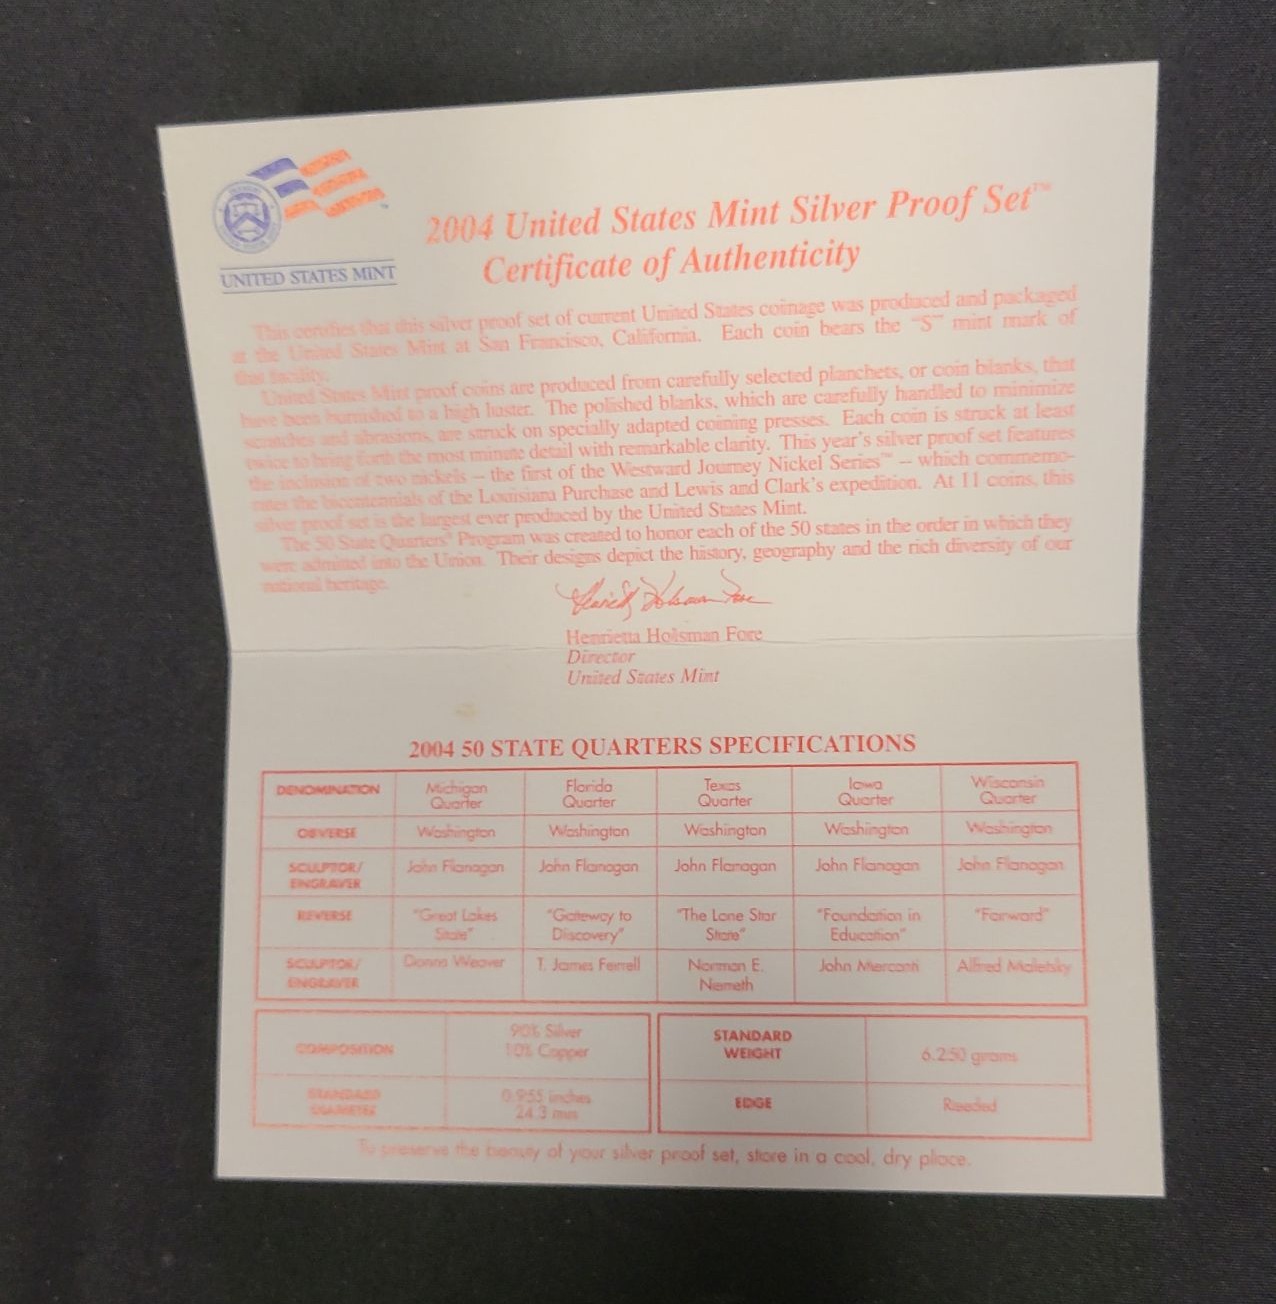 UNITED STATES MINT
2004 United States Mint Silver Proof Set™
Certificate of Authenticity
This certifies that this silver proof set of current United States coinage was produced and packaged
at the United States Mint at San Francisco, California. Each coin bears the "S" mint mark of
this facility.
United States Mint proof coins are produced from carefully selected planchets, or coin blanks, that
have been burnished to a high luster. The polished blanks, which are carefully handled to minimize
scratches and abrasions, are struck on specially adapted coining presses. Each coin is struck at least
twice to bring forth the most minute detail with remarkable clarity. This year's silver proof set features
the inclusion of two nickels – the first of the Westward Journey Nickel Series™ – which commemo-
rates the bicentennials of the Louisiana Purchase and Lewis and Clark's expedition. At 11 coins, this
silver proof set is the largest ever produced by the United States Mint.
The 50 State Quarters® Program was created to honor each of the 50 states in the order in which they
were admitted into the Union. Their designs depict the history, geography and the rich diversity of our
national heritage.
Henrietta Holsman Fore
Henrietta Holsman Fore
Director
United States Mint
2004 50 STATE QUARTERS SPECIFICATIONS
DENOMINATION Michigan Quarter Florida Quarter Texas Quarter Iowa Quarter Wisconsin Quarter
OBVERSE Washington Washington Washington Washington Washington
SCULPTOR/ ENGRAVER John Flanagan John Flanagan John Flanagan John Flanagan John Flanagan
REVERSE "Great Lakes State" "Gateway to Discovery" "The Lone Star State" "Foundation in Education" "Forward"
SCULPTOR/ ENGRAVER Donna Weaver T. James Ferrell Norman E. Nemeth John Mercanti Alfred Maletsky
COMPOSITION 90% Silver 10% Copper STANDARD WEIGHT 6.250 grams
STANDARD DIAMETER 0.955 inches 24.3 mm EDGE Reeded
To preserve the beauty of your silver proof set, store in a cool, dry place.